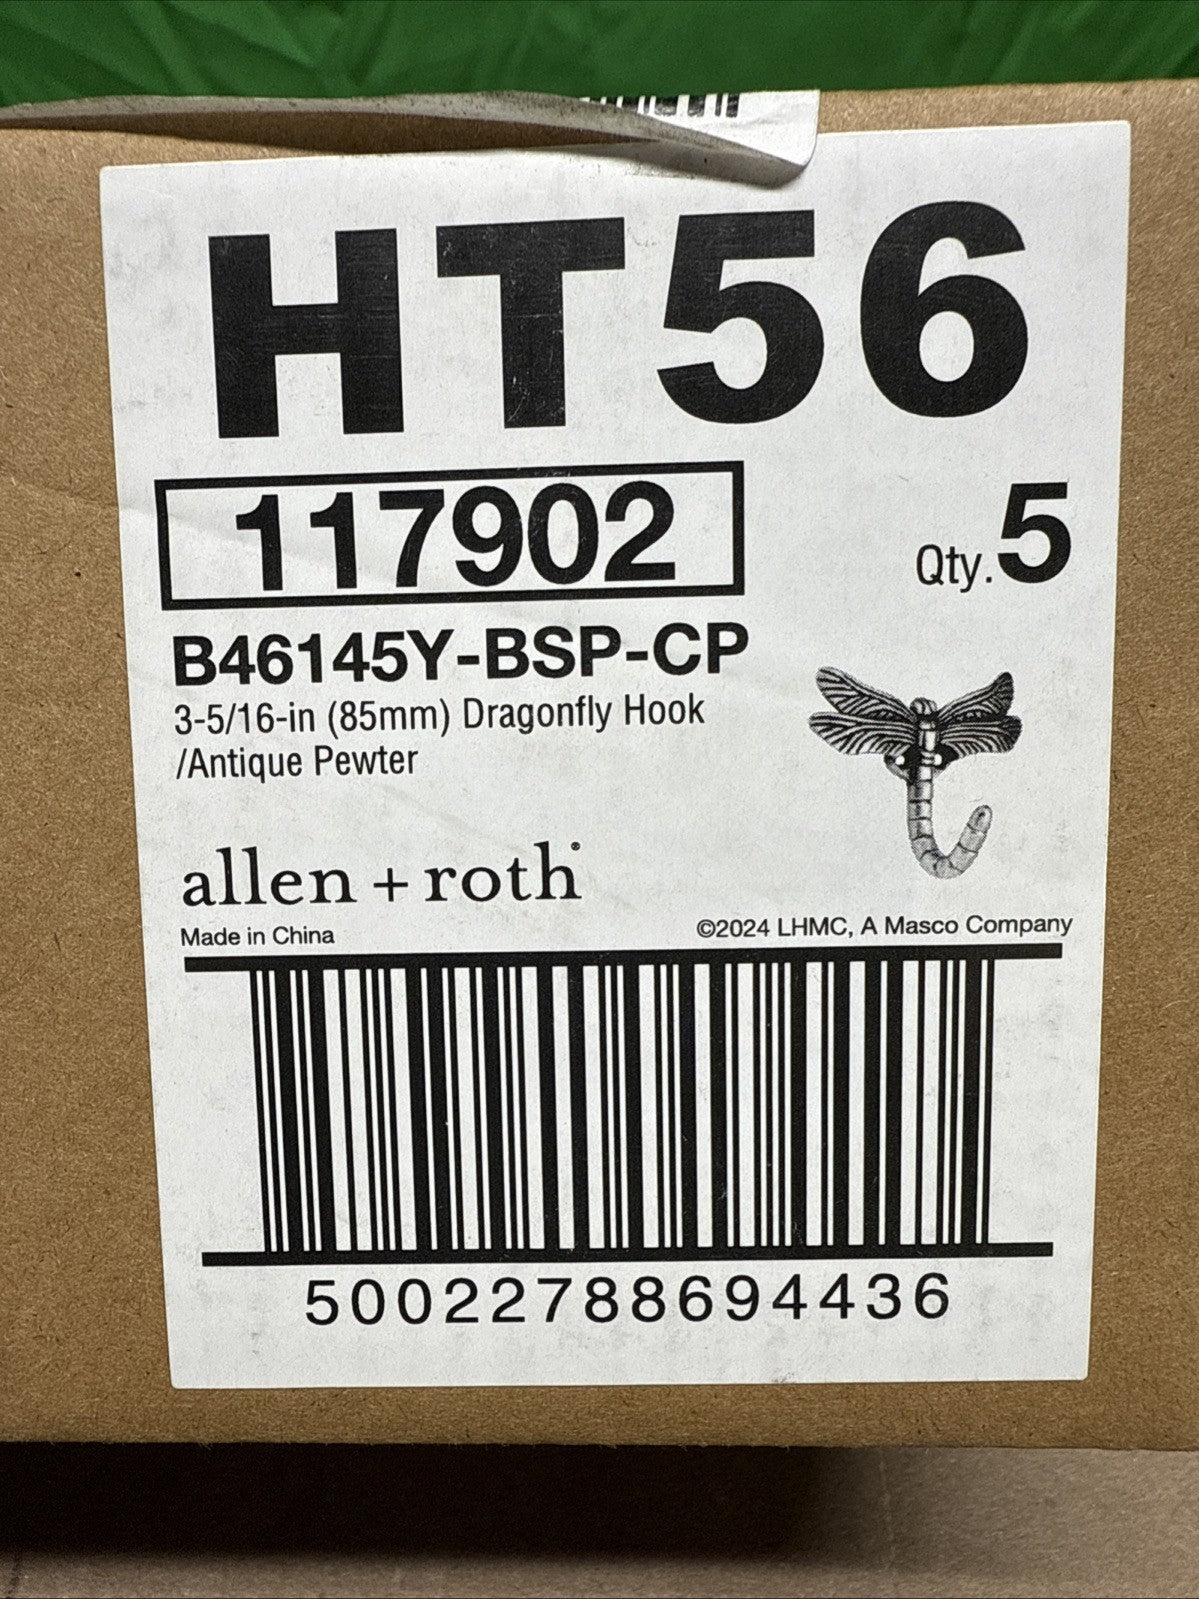 HT56
117902
Qty.5
B46145Y-BSP-CP
3-5/16-in (85mm) Dragonfly Hook
/Antique Pewter
allen + roth®
Made in China
©2024 LHMC, A Masco Company
50022788694436